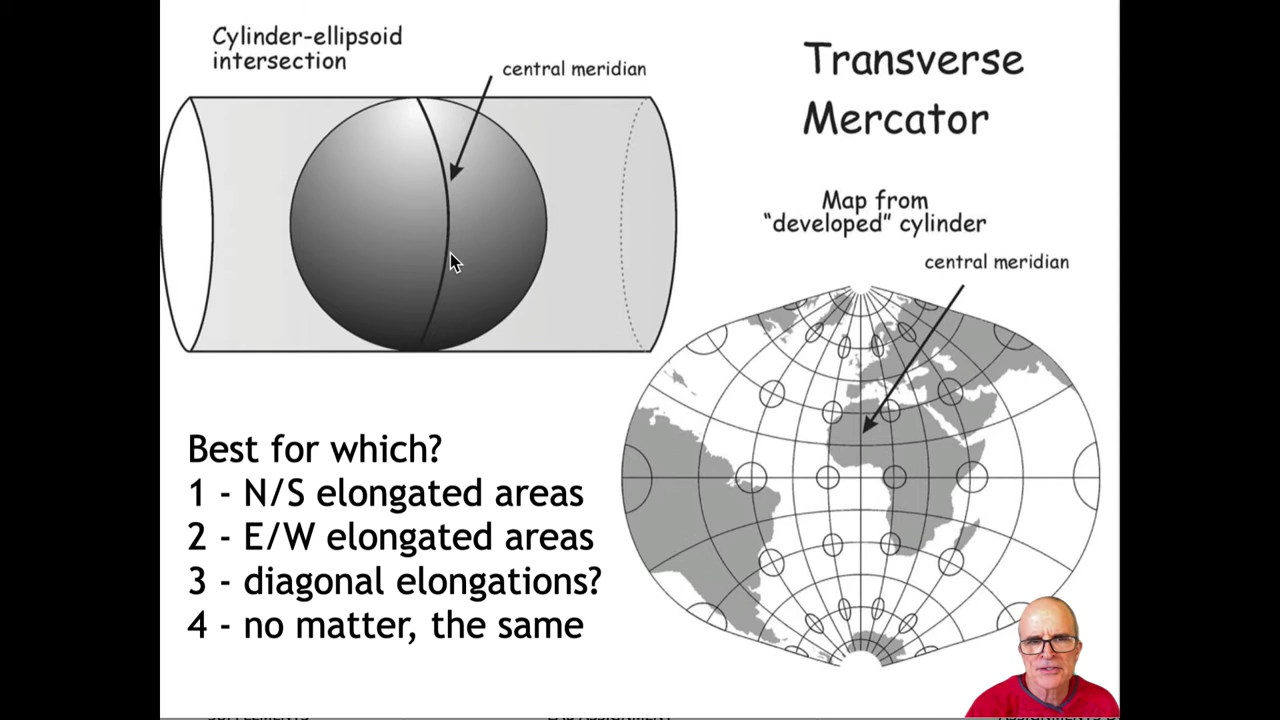 Cylinder-ellipsoid
intersection
central meridian
Transverse
Mercator
Map from
“developed” cylinder
central meridian
Best for which?
1 - N/S elongated areas
2 - E/W elongated areas
3 - diagonal elongations?
4 - no matter, the same